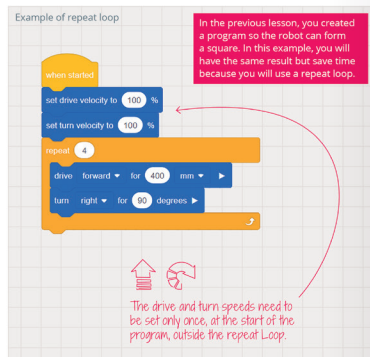 Example of repeat loop
In the previous lesson, you created
a program so the robot can form
a square. In this example, you will
have the same result but save time
because you will use a repeat loop.
when started
set drive velocity to 100 %
set turn velocity to 100 %
repeat 4
drive forward for 400 mm
turn right for 90 degrees
The drive and turn speeds need to
be set only once, at the start of the
program, outside the repeat Loop.